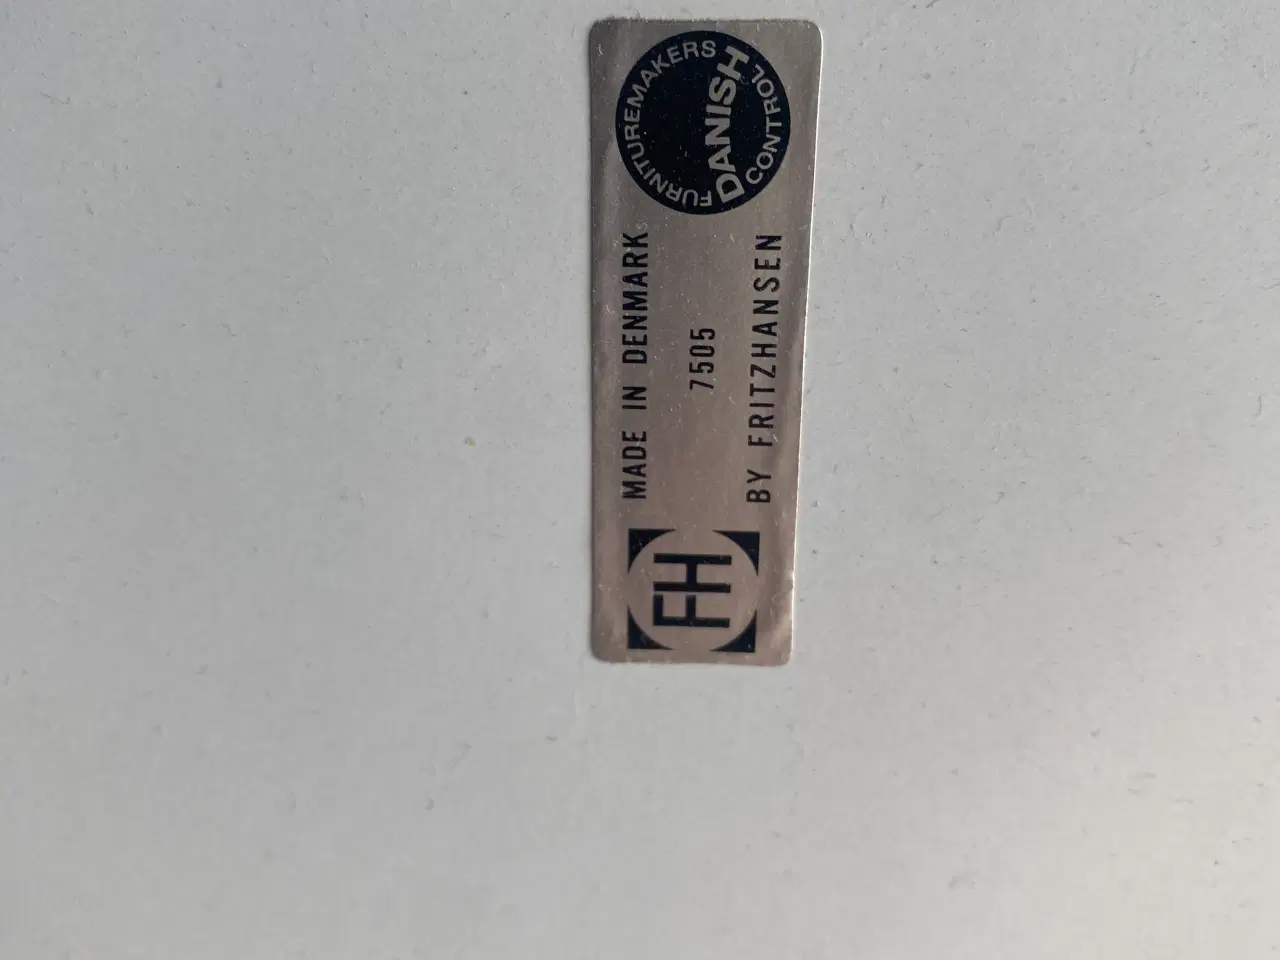 FH
MADE IN DENMARK
7505
BY FRITZHANSEN
DANISH
FURNITUREMAKERS
CONTROL